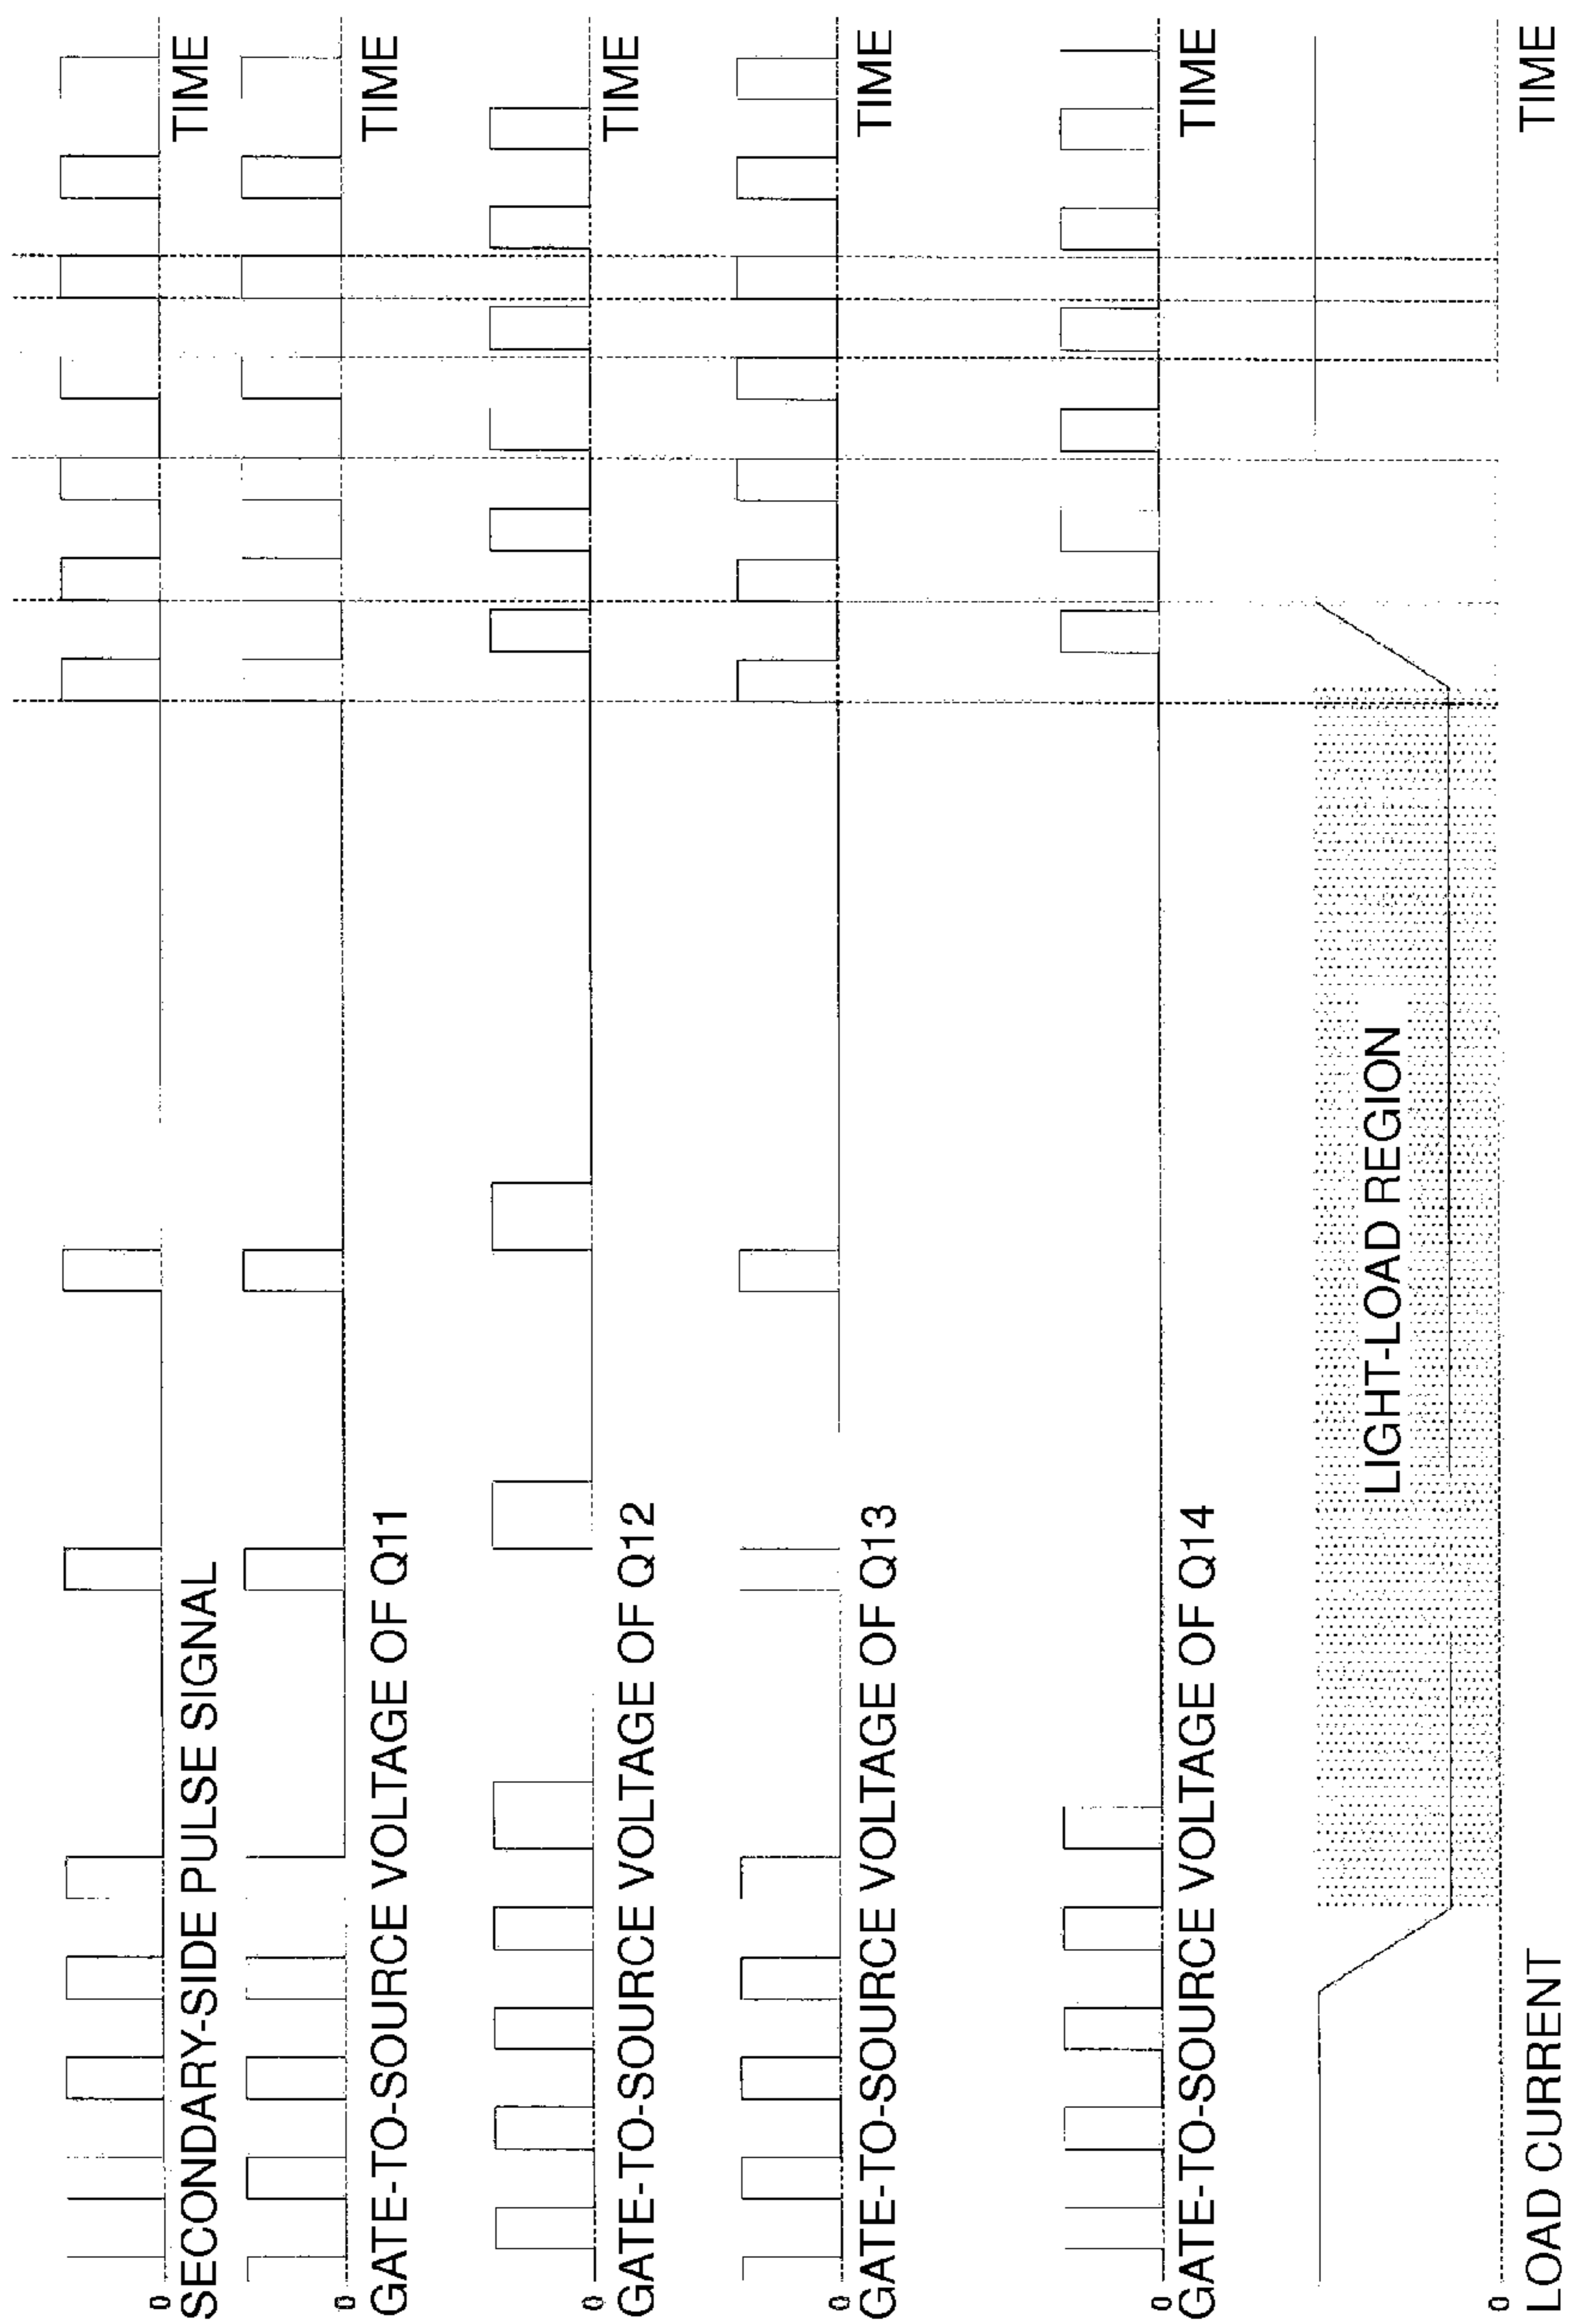 0
SECONDARY-SIDE PULSE SIGNAL
TIME
0
GATE-TO-SOURCE VOLTAGE OF Q11
TIME
0
GATE-TO-SOURCE VOLTAGE OF Q12
TIME
0
GATE-TO-SOURCE VOLTAGE OF Q13
TIME
0
GATE-TO-SOURCE VOLTAGE OF Q14
TIME
LIGHT-LOAD REGION
0
LOAD CURRENT
TIME